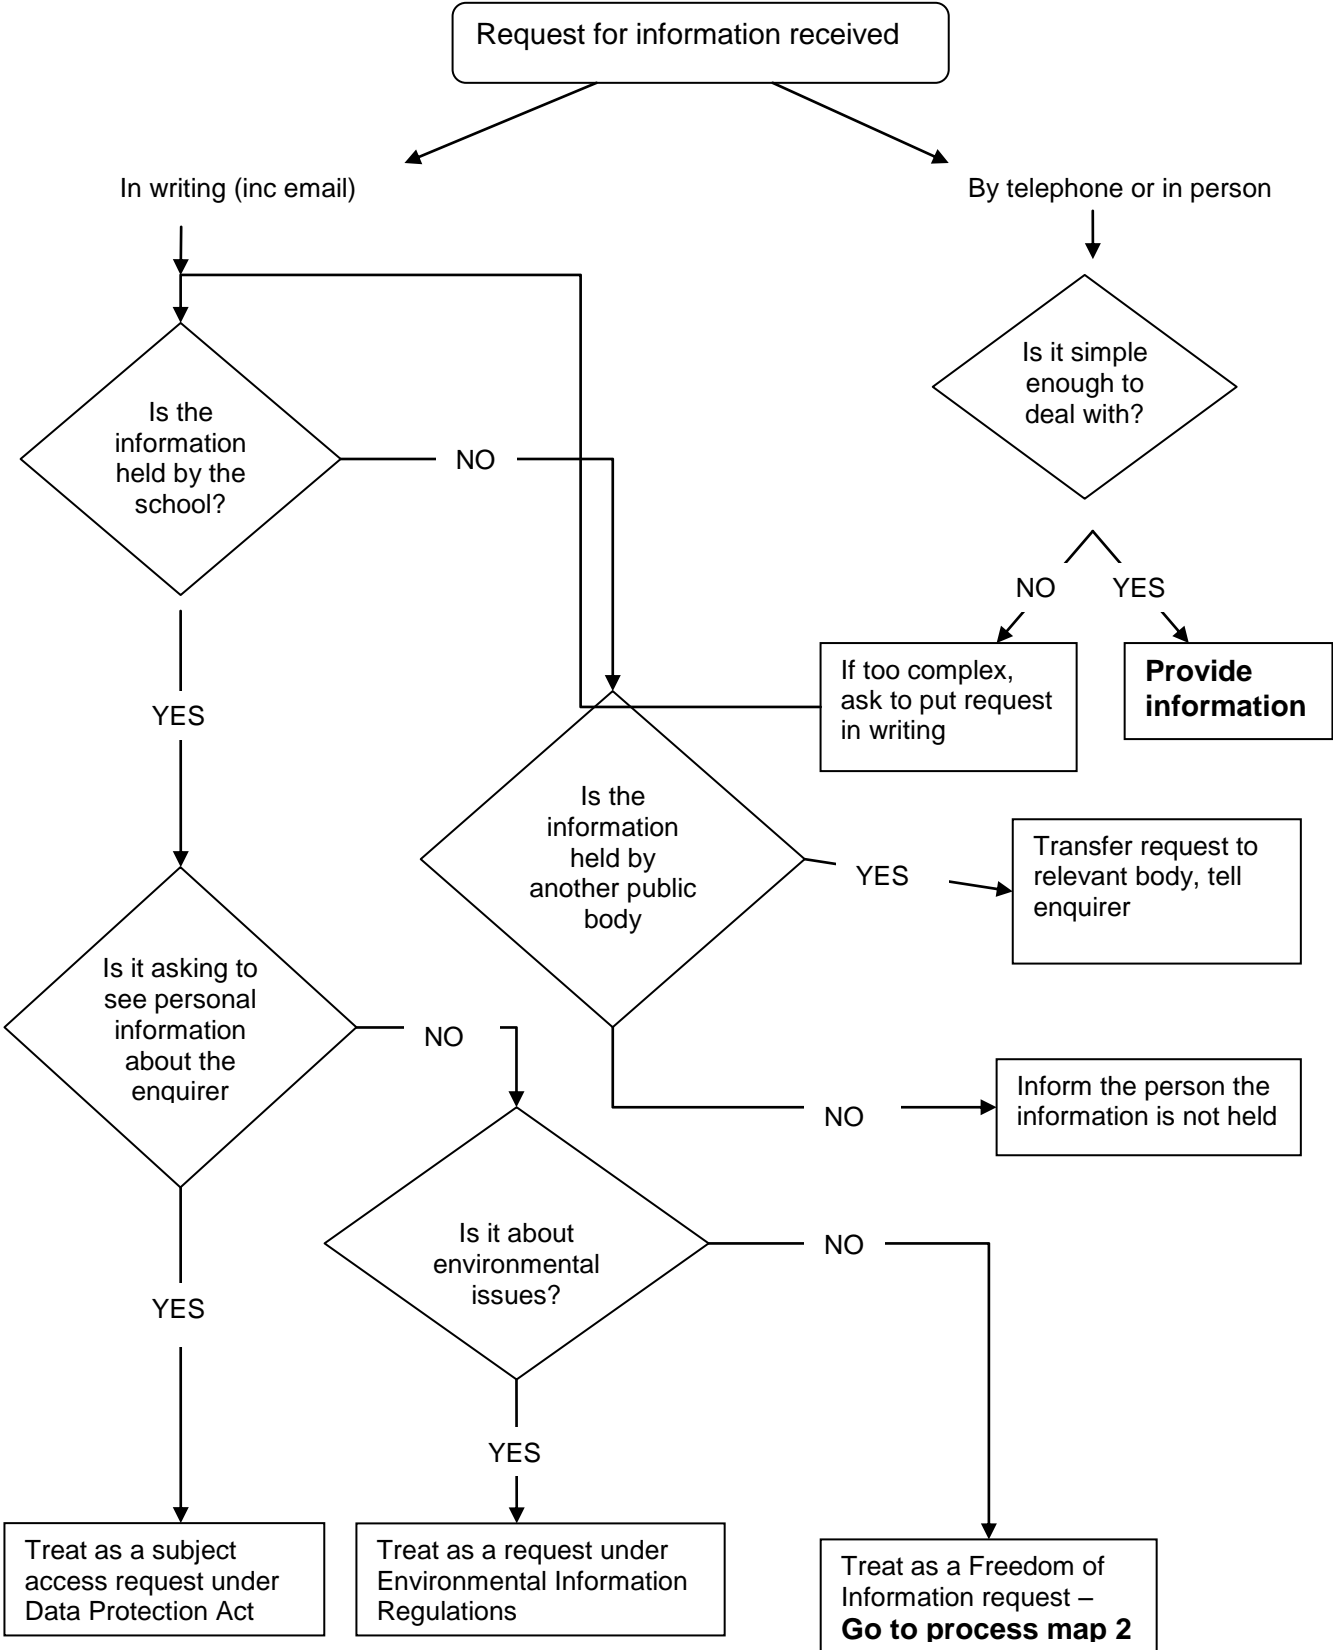 Request for information received
In writing (inc email)
By telephone or in person
Is it simple
enough to
deal with?
Is the
information
held by the
school?
NO
NO
YES
If too complex,
ask to put request
in writing
Provide
information
YES
Is the
information
held by
another public
body
YES
Transfer request to
relevant body, tell
enquirer
Is it asking to
see personal
information
about the
enquirer
NO
Inform the person the
information is not held
NO
Is it about
environmental
issues?
NO
YES
YES
Treat as a subject
access request under
Data Protection Act
Treat as a request under
Environmental Information
Regulations
Treat as a Freedom of
Information request –
Go to process map 2